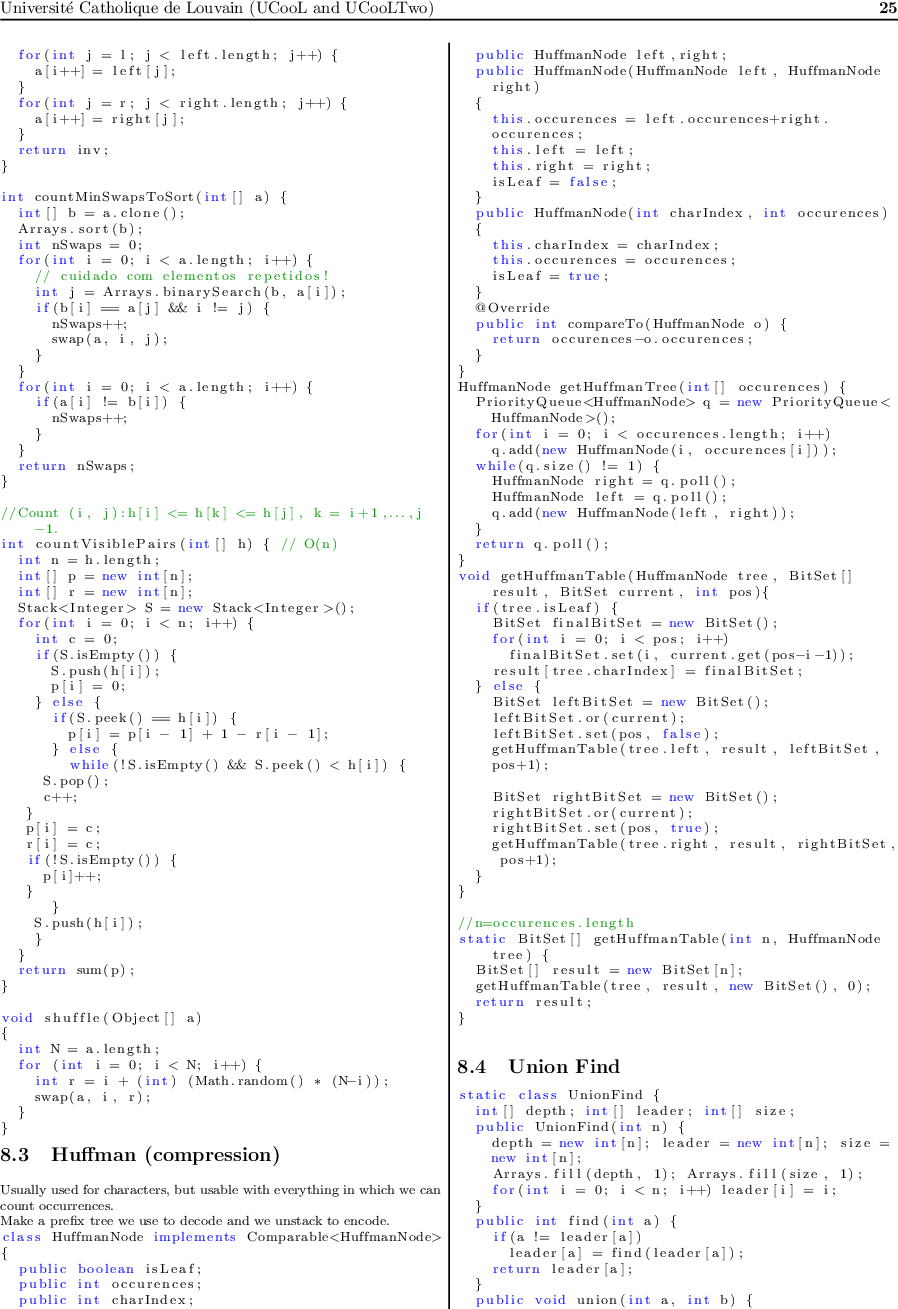 Université Catholique de Louvain (UCooL and UCooLTwo) 25
for(int j = l; j < left.length; j++) {
a[i++] = left[j];
}
for(int j = r; j < right.length; j++) {
a[i++] = right[j];
}
return inv;
}
int countMinSwapsToSort(int[] a) {
int[] b = a.clone();
Arrays.sort(b);
int nSwaps = 0;
for(int i = 0; i < a.length; i++) {
// cuidado com elementos repetidos!
int j = Arrays.binarySearch(b, a[i]);
if(b[i] == a[j] && i != j) {
nSwaps++;
swap(a, i, j);
}
}
for(int i = 0; i < a.length; i++) {
if(a[i] != b[i]) {
nSwaps++;
}
}
return nSwaps;
}
//Count (i, j):h[i] <= h[k] <= h[j], k = i+1,...,j
-1.
int countVisiblePairs(int[] h) { // O(n)
int n = h.length;
int[] p = new int[n];
int[] r = new int[n];
Stack<Integer> S = new Stack<Integer>();
for(int i = 0; i < n; i++) {
int c = 0;
if(S.isEmpty()) {
S.push(h[i]);
p[i] = 0;
} else {
if(S.peek() == h[i]) {
p[i] = p[i - 1] + 1 - r[i - 1];
} else {
while(!S.isEmpty() && S.peek() < h[i]) {
S.pop();
c++;
}
p[i] = c;
r[i] = c;
if(!S.isEmpty()) {
p[i]++;
}
}
S.push(h[i]);
}
}
return sum(p);
}
void shuffle(Object[] a)
{
int N = a.length;
for (int i = 0; i < N; i++) {
int r = i + (int) (Math.random() * (N-i));
swap(a, i, r);
}
}
8.3 Huffman (compression)
Usually used for characters, but usable with everything in which we can
count occurrences.
Make a prefix tree we use to decode and we unstack to encode.
class HuffmanNode implements Comparable<HuffmanNode>
{
public boolean isLeaf;
public int occurences;
public int charIndex;
public HuffmanNode left,right;
public HuffmanNode(HuffmanNode left, HuffmanNode
right)
{
this.occurences = left.occurences+right.
occurences;
this.left = left;
this.right = right;
isLeaf = false;
}
public HuffmanNode(int charIndex, int occurences)
{
this.charIndex = charIndex;
this.occurences = occurences;
isLeaf = true;
}
@Override
public int compareTo(HuffmanNode o) {
return occurences-o.occurences;
}
}
HuffmanNode getHuffmanTree(int[] occurences) {
PriorityQueue<HuffmanNode> q = new PriorityQueue<
HuffmanNode>();
for(int i = 0; i < occurences.length; i++)
q.add(new HuffmanNode(i, occurences[i]));
while(q.size() != 1) {
HuffmanNode right = q.poll();
HuffmanNode left = q.poll();
q.add(new HuffmanNode(left, right));
}
return q.poll();
}
void getHuffmanTable(HuffmanNode tree, BitSet[]
result, BitSet current, int pos){
if(tree.isLeaf) {
BitSet finalBitSet = new BitSet();
for(int i = 0; i < pos; i++)
finalBitSet.set(i, current.get(pos-i-1));
result[tree.charIndex] = finalBitSet;
} else {
BitSet leftBitSet = new BitSet();
leftBitSet.or(current);
leftBitSet.set(pos, false);
getHuffmanTable(tree.left, result, leftBitSet,
pos+1);
BitSet rightBitSet = new BitSet();
rightBitSet.or(current);
rightBitSet.set(pos, true);
getHuffmanTable(tree.right, result, rightBitSet,
pos+1);
}
}
//n=occurences.length
static BitSet[] getHuffmanTable(int n, HuffmanNode
tree) {
BitSet[] result = new BitSet[n];
getHuffmanTable(tree, result, new BitSet(), 0);
return result;
}
8.4 Union Find
static class UnionFind {
int[] depth; int[] leader; int[] size;
public UnionFind(int n) {
depth = new int[n]; leader = new int[n]; size =
new int[n];
Arrays.fill(depth, 1); Arrays.fill(size, 1);
for(int i = 0; i < n; i++) leader[i] = i;
}
public int find(int a) {
if(a != leader[a])
leader[a] = find(leader[a]);
return leader[a];
}
public void union(int a, int b) {